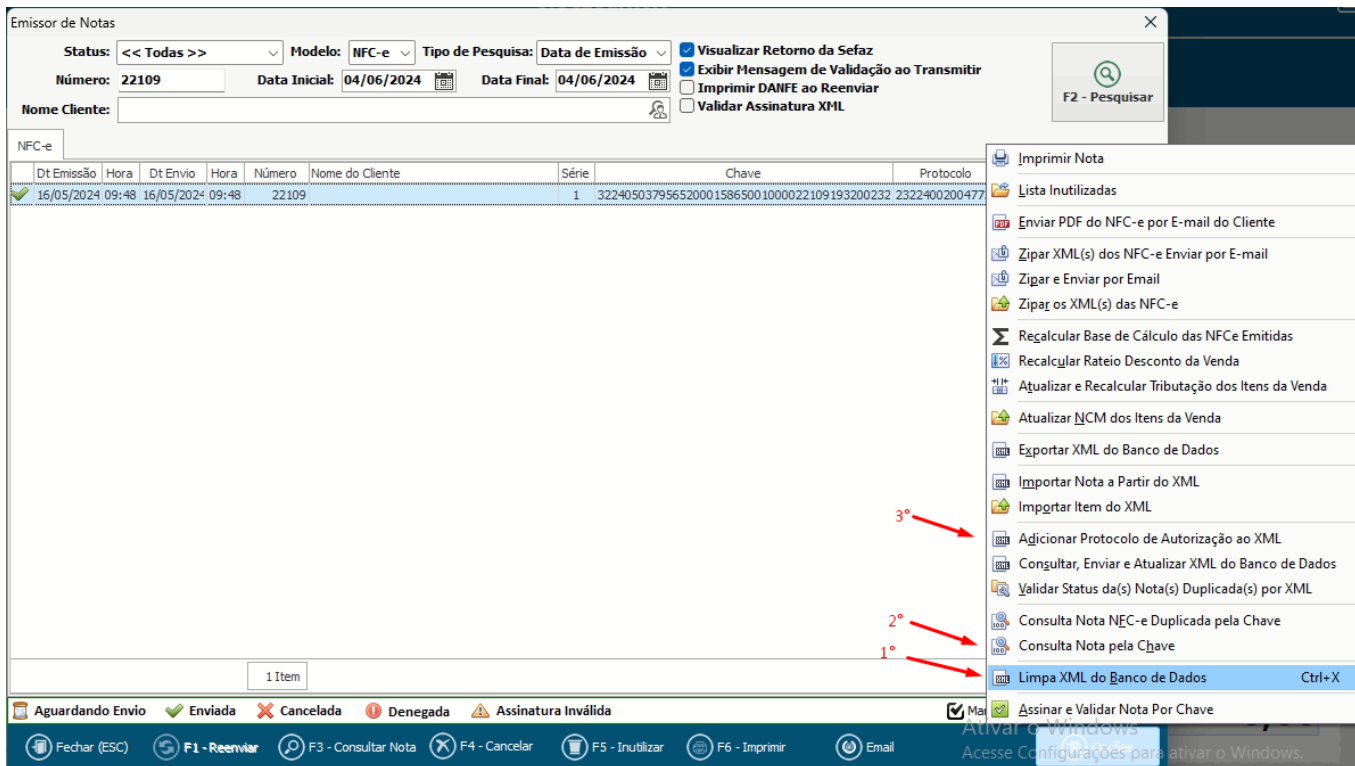 Emissor de Notas
Status: << Todas >> Modelo: NFC-e Tipo de Pesquisa: Data de Emissão Visualizar Retorno da Sefaz
Exibir Mensagem de Validação ao Transmitir
Número: 22109 Data Inicial: 04/06/2024 Data Final: 04/06/2024 Imprimir DANFE ao Reenviar
Nome Cliente: Validar Assinatura XML
F2 - Pesquisar
NFC-e
Dt Emissão Hora Dt Envio Hora Número Nome do Cliente Série Chave Protocolo
16/05/2024 09:48 16/05/2024 09:48 22109 1 3224050379565200015865001000022109193200232 2322400200477
Imprimir Nota
Lista Inutilizadas
Enviar PDF do NFC-e por E-mail do Cliente
Zipar XML(s) dos NFC-e Enviar por E-mail
Zipar e Enviar por Email
Zipar os XML(s) das NFC-e
Recalcular Base de Cálculo das NFCe Emitidas
Recalcular Rateio Desconto da Venda
Atualizar e Recalcular Tributação dos Itens da Venda
Atualizar NCM dos Itens da Venda
Exportar XML do Banco de Dados
Importar Nota a Partir do XML
Importar Item do XML
3° Adicionar Protocolo de Autorização ao XML
Consultar, Enviar e Atualizar XML do Banco de Dados
Validar Status da(s) Nota(s) Duplicada(s) por XML
Consulta Nota NFC-e Duplicada pela Chave
2° Consulta Nota pela Chave
1° Limpa XML do Banco de Dados Ctrl+X
Assinar e Validar Nota Por Chave
1 Item
Aguardando Envio Enviada Cancelada Denegada Assinatura Inválida
Fechar (ESC) F1 - Reenviar F3 - Consultar Nota F4 - Cancelar F5 - Inutilizar F6 - Imprimir Email
Ativar o Windows
Acesse Configurações para ativar o Windows.